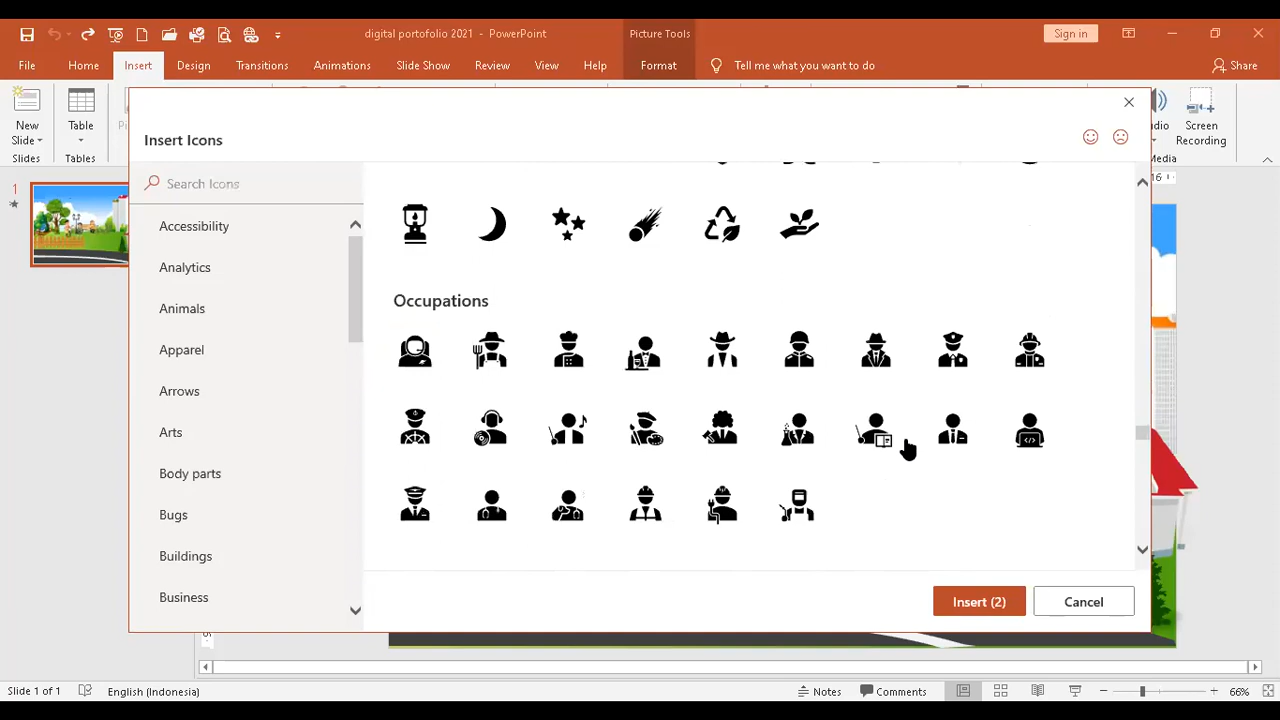 digital portofolio 2021 - PowerPoint
Picture Tools
Sign in
File
Home
Insert
Design
Transitions
Animations
Slide Show
Review
View
Help
Format
Tell me what you want to do
Share
New
Slide
Slides
Table
Tables
Screen
Recording
Media
Insert Icons
Search Icons
Accessibility
Analytics
Animals
Apparel
Arrows
Arts
Body parts
Bugs
Buildings
Business
Occupations
Insert (2)
Cancel
1
16
Slide 1 of 1
English (Indonesia)
Notes
Comments
66%